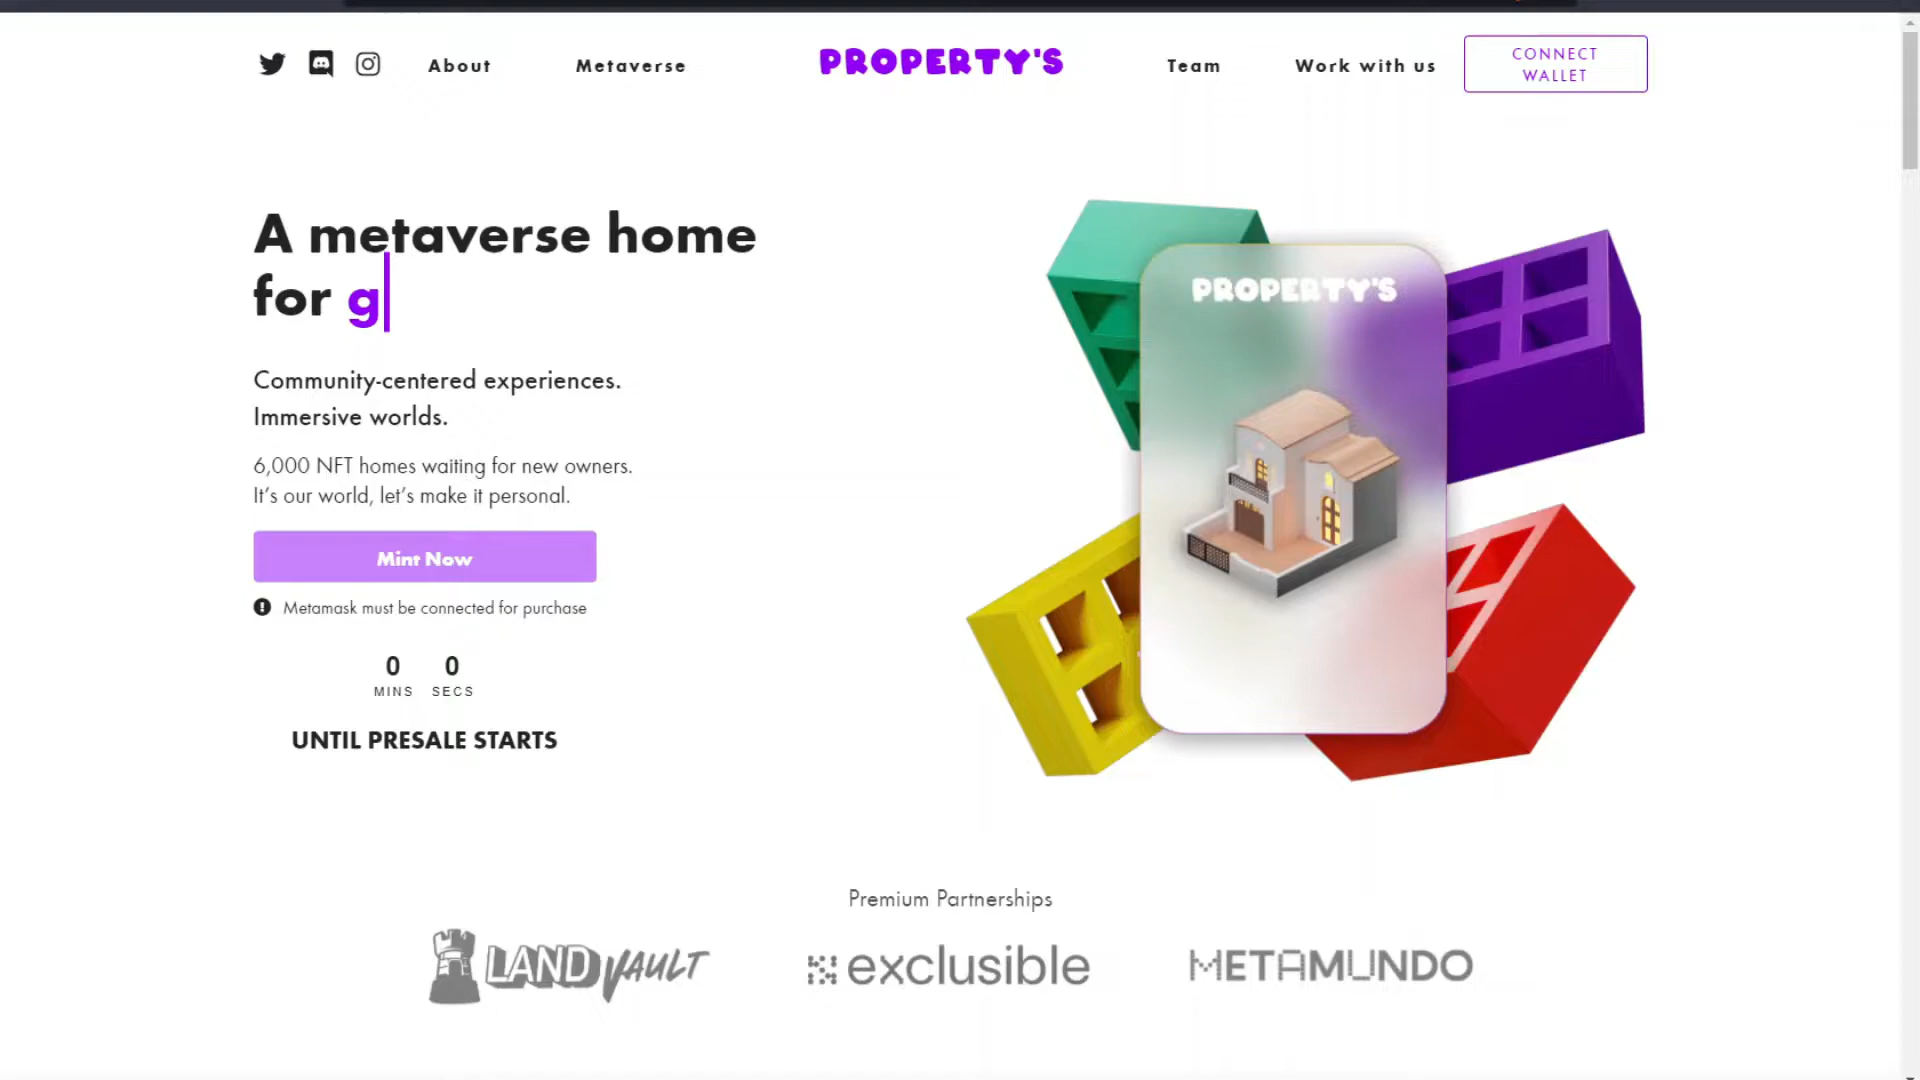 About
Metaverse
PROPERTY'S
Team
Work with us
CONNECT
WALLET
A metaverse home
for g
PROPERTY'S
Community-centered experiences.
Immersive worlds.
6,000 NFT homes waiting for new owners.
It's our world, let's make it personal.
Mint Now
Metamask must be connected for purchase
0 0
MINS SECS
UNTIL PRESALE STARTS
Premium Partnerships
LAND VAULT
exclusible
METAMUNDO